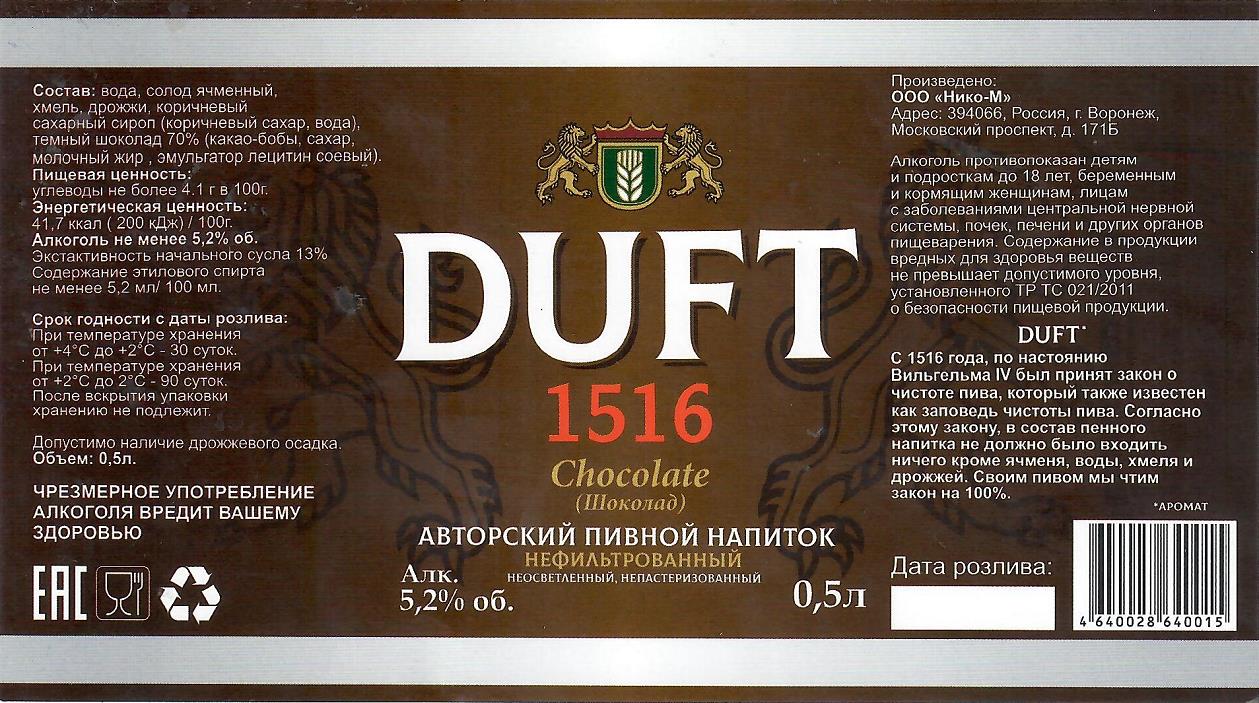 Состав: вода, солод ячменный,
хмель, дрожжи, коричневый
сахарный сироп (коричневый сахар, вода),
темный шоколад 70% (какао-бобы, сахар,
молочный жир , эмульгатор лецитин соевый).
Пищевая ценность:
углеводы не более 4.1 г в 100г.
Энергетическая ценность:
41,7 ккал ( 200 кДж) / 100г.
Алкоголь не менее 5,2% об.
Экстактивность начального сусла 13%
Содержание этилового спирта
не менее 5,2 мл/ 100 мл.
Срок годности с даты розлива:
При температуре хранения
от +4°С до +2°С - 30 суток.
При температуре хранения
от +2°С до 2°С - 90 суток.
После вскрытия упаковки
хранению не подлежит.
Допустимо наличие дрожжевого осадка.
Объем: 0,5л.
ЧРЕЗМЕРНОЕ УПОТРЕБЛЕНИЕ
АЛКОГОЛЯ ВРЕДИТ ВАШЕМУ
ЗДОРОВЬЮ
EAC
DUFT
1516
Chocolate
(Шоколад)
АВТОРСКИЙ ПИВНОЙ НАПИТОК
НЕФИЛЬТРОВАННЫЙ
НЕОСВЕТЛЕННЫЙ, НЕПАСТЕРИЗОВАННЫЙ
Алк.
5,2% об.
0,5л
Произведено:
ООО «Нико-М»
Адрес: 394066, Россия, г. Воронеж,
Московский проспект, д. 171Б
Алкоголь противопоказан детям
и подросткам до 18 лет, беременным
и кормящим женщинам, лицам
с заболеваниями центральной нервной
системы, почек, печени и других органов
пищеварения. Содержание в продукции
вредных для здоровья веществ
не превышает допустимого уровня,
установленного ТР ТС 021/2011
о безопасности пищевой продукции.
DUFT*
С 1516 года, по настоянию
Вильгельма IV был принят закон о
чистоте пива, который также известен
как заповедь чистоты пива. Согласно
этому закону, в состав пенного
напитка не должно было входить
ничего кроме ячменя, воды, хмеля и
дрожжей. Своим пивом мы чтим
закон на 100%.
*АРОМАТ
Дата розлива:
4 640028 640015